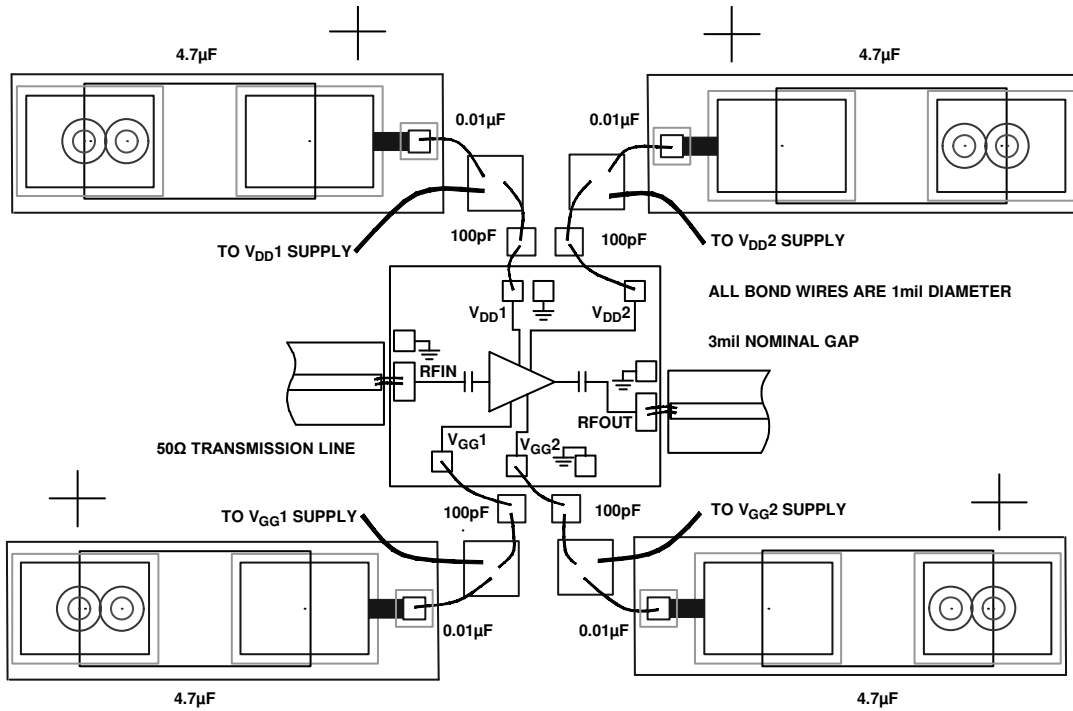 4.7µF
4.7µF
0.01µF
0.01µF
TO VDD1 SUPPLY
100pF
100pF
TO VDD2 SUPPLY
ALL BOND WIRES ARE 1mil DIAMETER
VDD1
VDD2
3mil NOMINAL GAP
RFIN
RFOUT
50Ω TRANSMISSION LINE
VGG1
VGG2
TO VGG1 SUPPLY
100pF
100pF
TO VGG2 SUPPLY
0.01µF
0.01µF
4.7µF
4.7µF